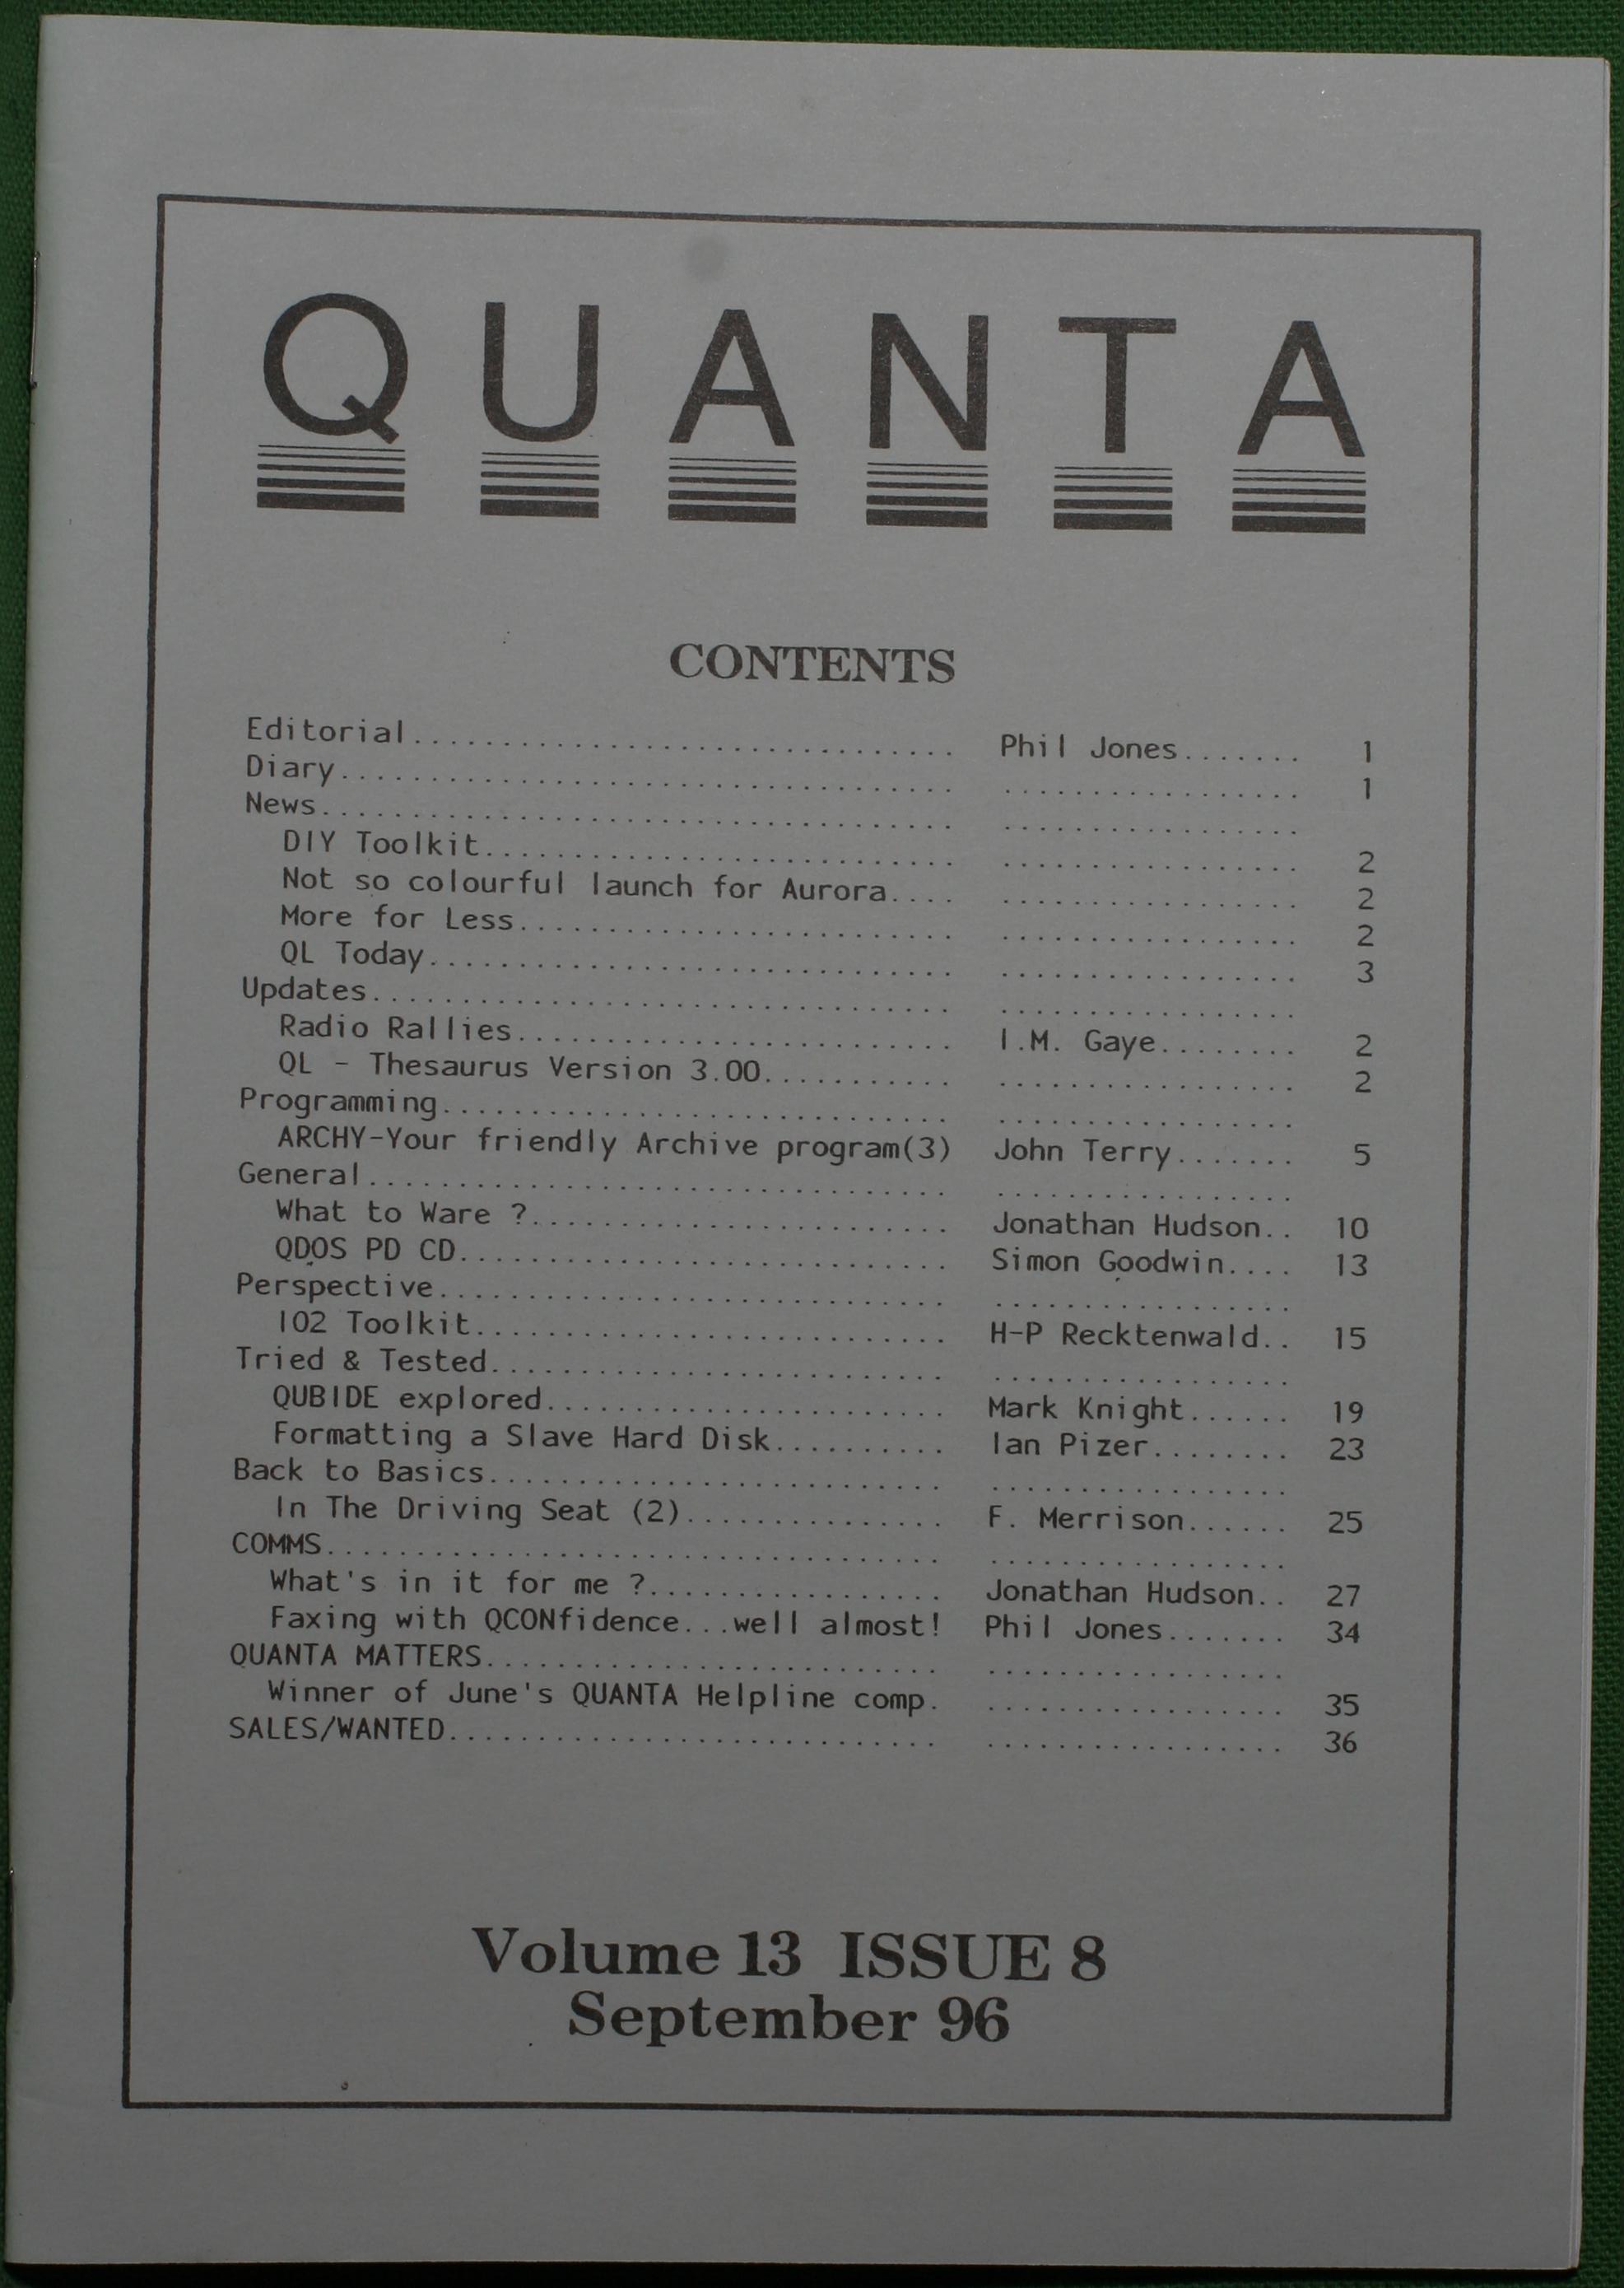 QUANTA
CONTENTS
Editorial.............................. Phil Jones....... 1
Diary.................................. ................. 1
News................................... .................
DIY Toolkit.......................... ................. 2
Not so colourful launch for Aurora.... ................. 2
More for Less........................ ................. 2
QL Today............................. ................. 3
Updates................................ .................
Radio Rallies........................ I.M. Gaye........ 2
QL - Thesaurus Version 3.00........... ................. 2
Programming............................ .................
ARCHY-Your friendly Archive program(3) John Terry....... 5
General................................ .................
What to Ware ?........................ Jonathan Hudson.. 10
QDOS PD CD........................... Simon Goodwin.... 13
Perspective............................ .................
IO2 Toolkit.......................... H-P Recktenwald.. 15
Tried & Tested......................... .................
QUBIDE explored...................... Mark Knight...... 19
Formatting a Slave Hard Disk.......... Ian Pizer........ 23
Back to Basics......................... .................
In The Driving Seat (2)............... F. Merrison...... 25
COMMS.................................. .................
What's in it for me ?................. Jonathan Hudson.. 27
Faxing with QCONfidence...well almost! Phil Jones....... 34
QUANTA MATTERS......................... .................
Winner of June's QUANTA Helpline comp. ................. 35
SALES/WANTED........................... ................. 36
Volume 13 ISSUE 8
September 96